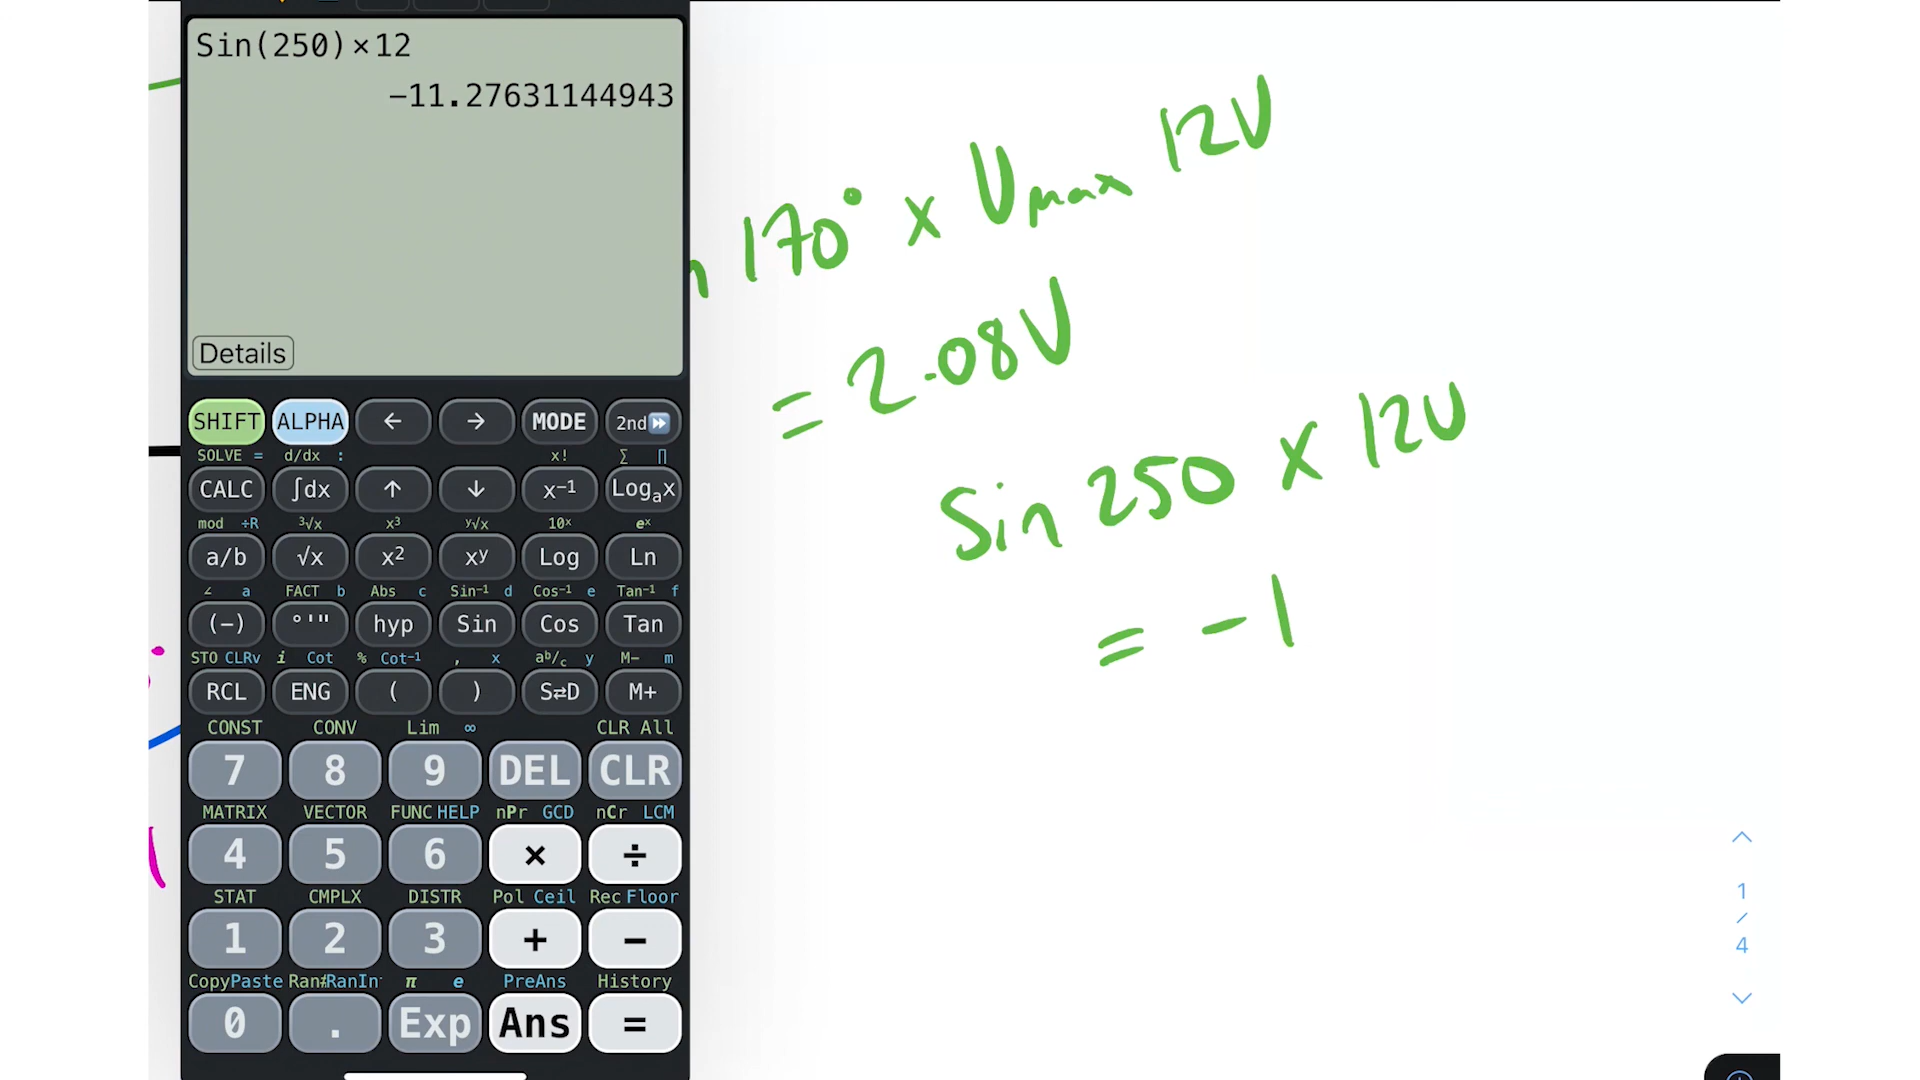 Sin(250)×12
−11.27631144943
Details
SHIFT ALPHA ← → MODE 2nd
SOLVE = d/dx : x! ∑ ∏
CALC ∫dx ↑ ↓ x⁻¹ Logₐx
mod ÷R ³√x x³ ʸ√x 10ˣ eˣ
a/b √x x² xʸ Log Ln
∠ a FACT b Abs c Sin⁻¹ d Cos⁻¹ e Tan⁻¹ f
(−) °'" hyp Sin Cos Tan
STO CLRv i Cot % Cot⁻¹ , x aᵇ/c y M− m
RCL ENG ( ) S⇄D M+
CONST CONV Lim ∞ CLR All
7 8 9 DEL CLR
MATRIX VECTOR FUNC HELP nPr GCD nCr LCM
4 5 6 × ÷
STAT CMPLX DISTR Pol Ceil Rec Floor
1 2 3 + −
Copy Paste Ran# RanIn π e PreAns History
0 . Exp Ans =
170° × Vmax 12V
= 2.08V
Sin 250 × 12V
= -1
1
/
4